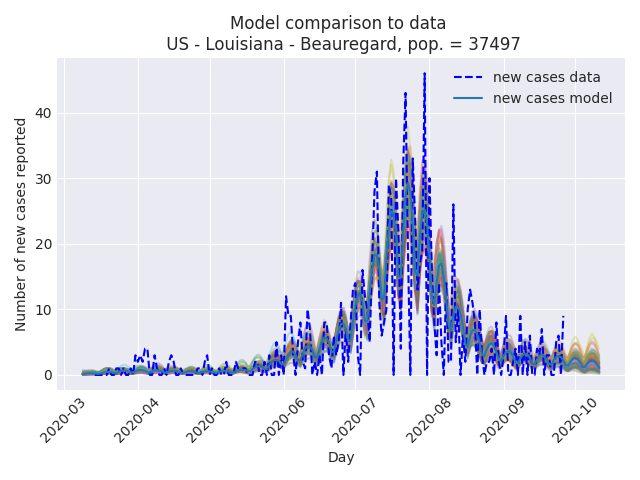 Model comparison to data
US - Louisiana - Beauregard, pop. = 37497
new cases data
new cases model
Number of new cases reported
40
30
20
10
0
2020-03
2020-04
2020-05
2020-06
2020-07
2020-08
2020-09
2020-10
Day